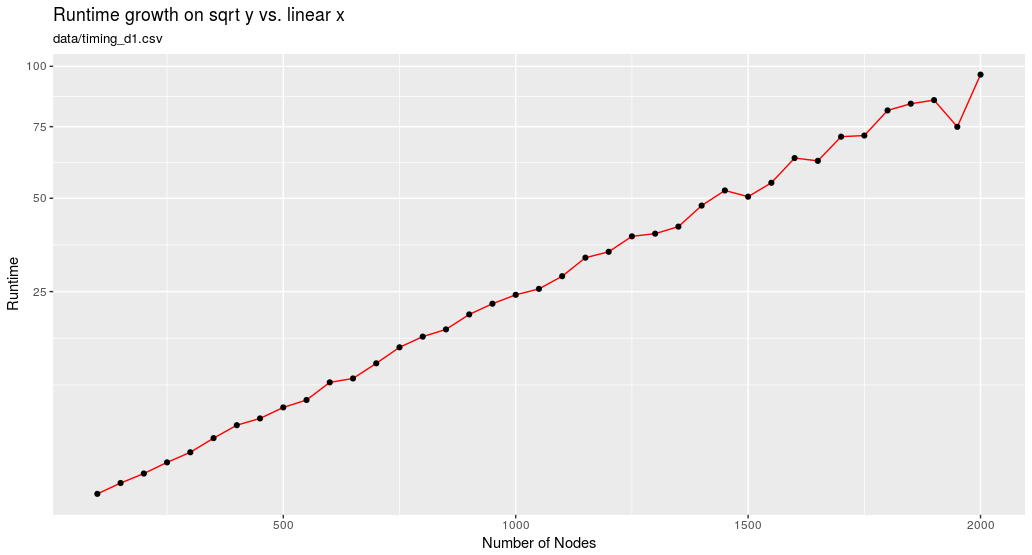 Runtime growth on sqrt y vs. linear x
data/timing_d1.csv
100
75
50
25
Runtime
500
1000
1500
2000
Number of Nodes